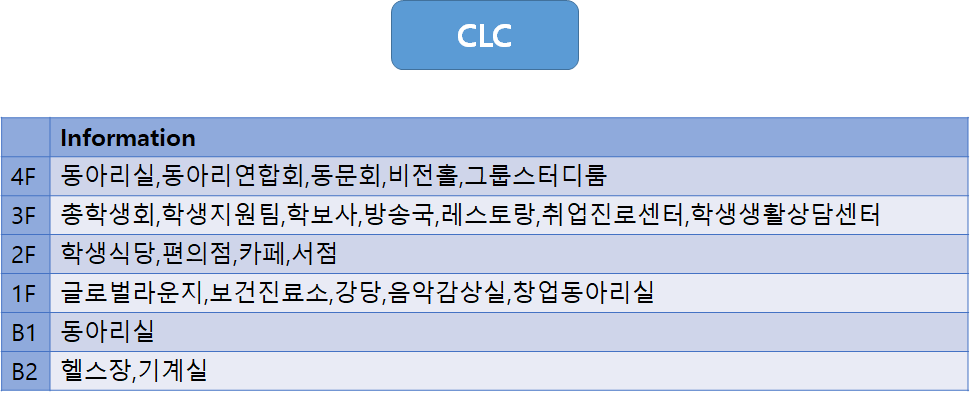 CLC
Information
4F 동아리실,동아리연합회,동문회,비전홀,그룹스터디룸
3F 총학생회,학생지원팀,학보사,방송국,레스토랑,취업진로센터,학생생활상담센터
2F 학생식당,편의점,카페,서점
1F 글로벌라운지,보건진료소,강당,음악감상실,창업동아리실
B1 동아리실
B2 헬스장,기계실